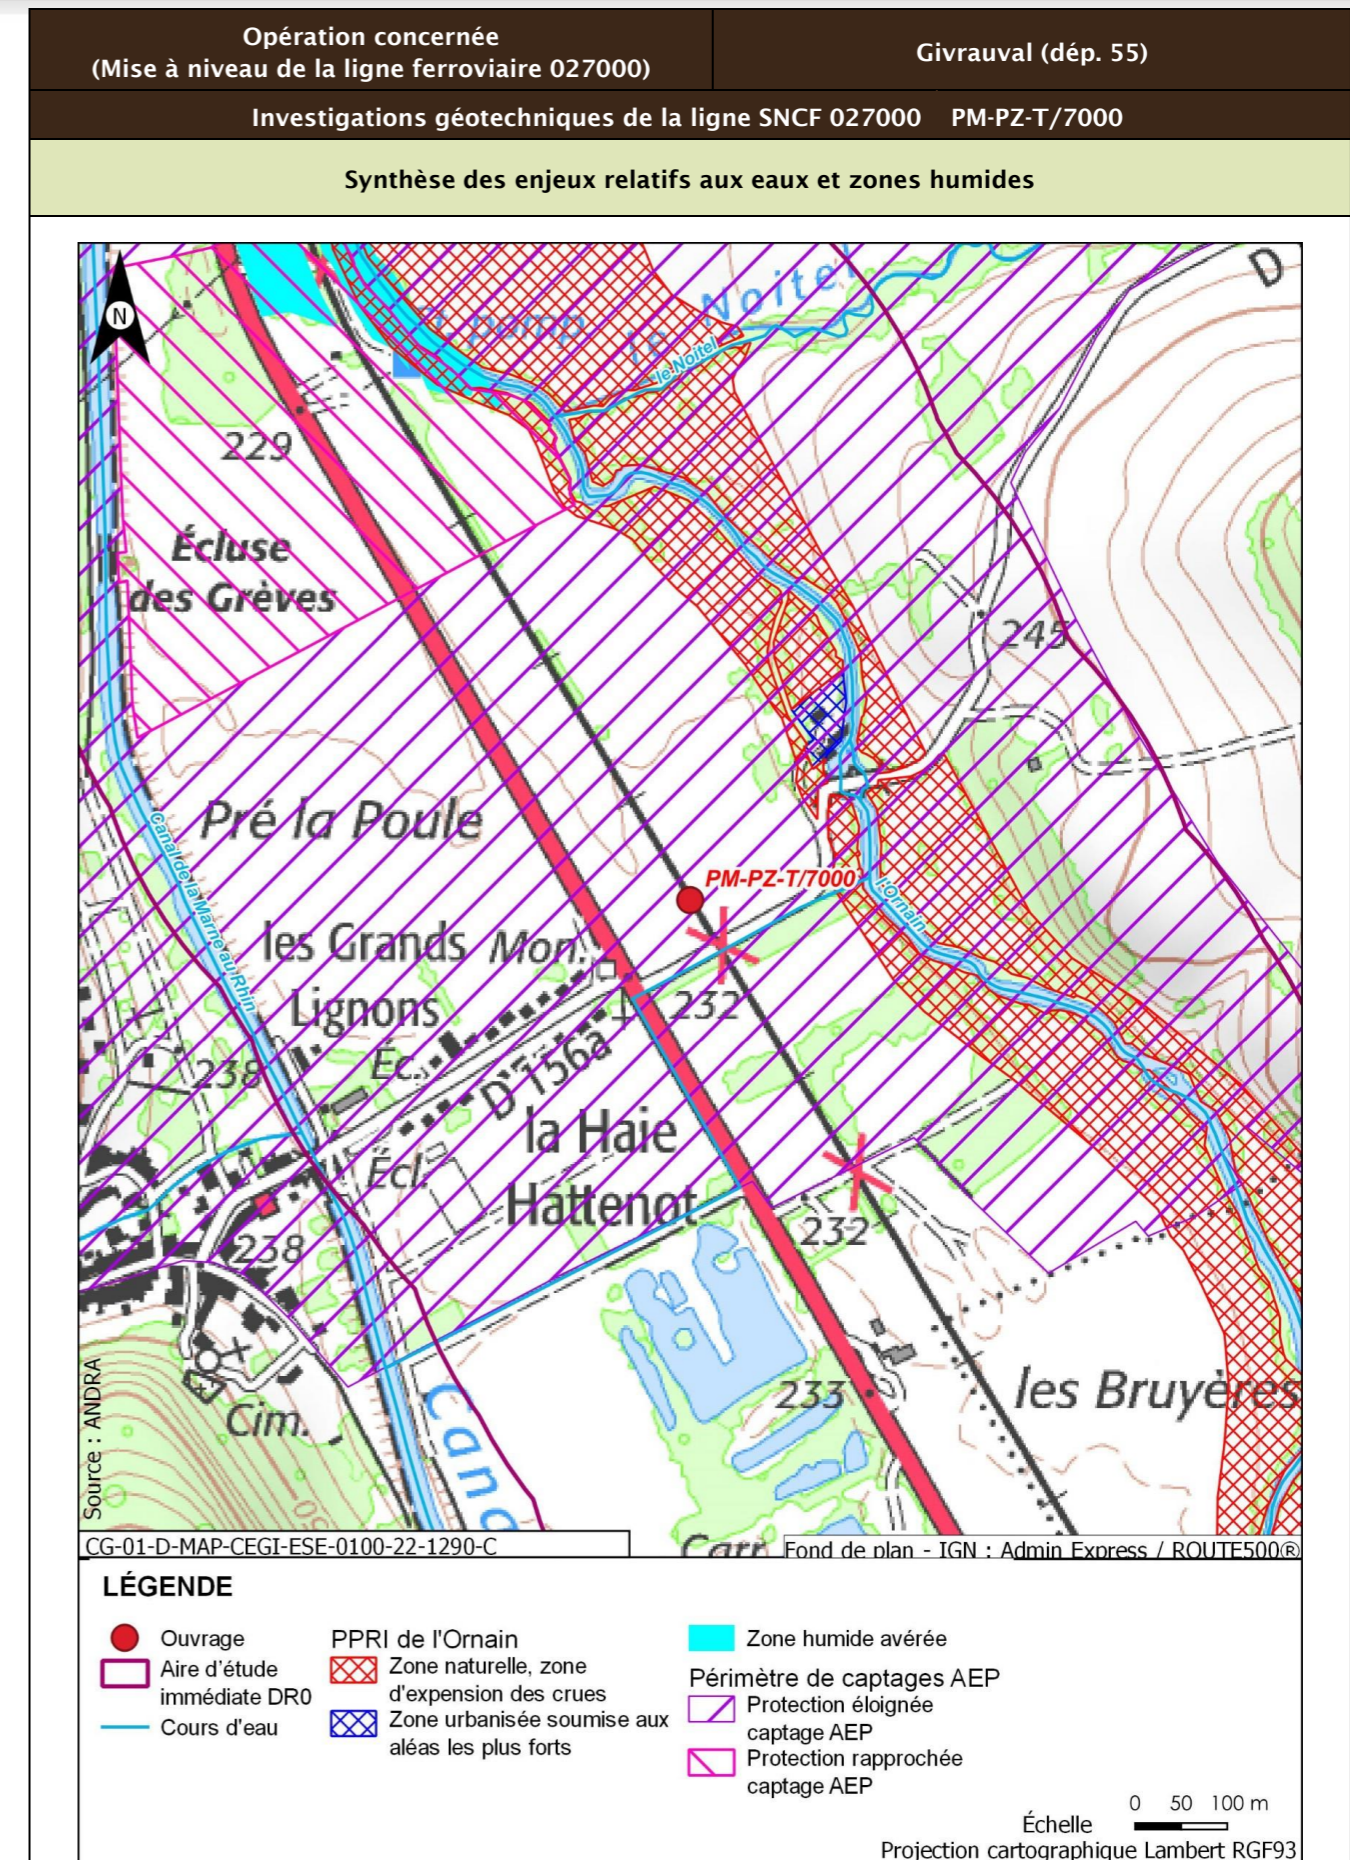 Opération concernée
(Mise à niveau de la ligne ferroviaire 027000)
Givrauval (dép. 55)
Investigations géotechniques de la ligne SNCF 027000 PM-PZ-T/7000
Synthèse des enjeux relatifs aux eaux et zones humides
N
D
le Noitel
le Noitel
pomp
229
Écluse
des Grèves
245
Pré la Poule
Canal de la Marne au Rhin
PM-PZ-T/7000
l'Ornain
les Grands
Lignons
Mon.
232
Éc.
D 156a
238
la Haie
Hattenot
Écl.
232
238
233
les Bruyères
Cim.
Cana
Carr
Source : ANDRA
CG-01-D-MAP-CEGI-ESE-0100-22-1290-C
Fond de plan - IGN : Admin Express / ROUTE500®
LÉGENDE
Ouvrage
Aire d'étude
immédiate DR0
Cours d'eau
PPRI de l'Ornain
Zone naturelle, zone
d'expension des crues
Zone urbanisée soumise aux
aléas les plus forts
Zone humide avérée
Périmètre de captages AEP
Protection éloignée
captage AEP
Protection rapprochée
captage AEP
0 50 100 m
Échelle
Projection cartographique Lambert RGF93